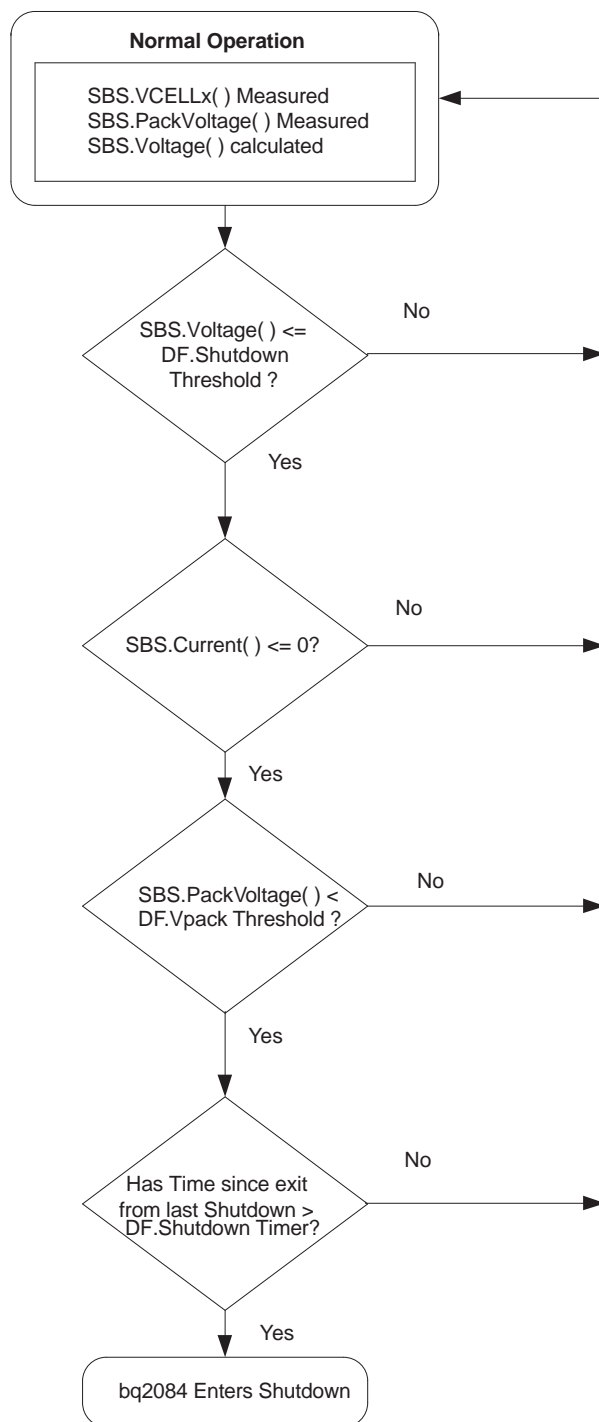 Normal Operation
SBS.VCELLx( ) Measured
SBS.PackVoltage( ) Measured
SBS.Voltage( ) calculated
SBS.Voltage( ) <=
DF.Shutdown
Threshold ?
No
Yes
SBS.Current( ) <= 0?
No
Yes
SBS.PackVoltage( ) <
DF.Vpack Threshold ?
No
Yes
Has Time since exit
from last Shutdown >
DF.Shutdown Timer?
No
Yes
bq2084 Enters Shutdown